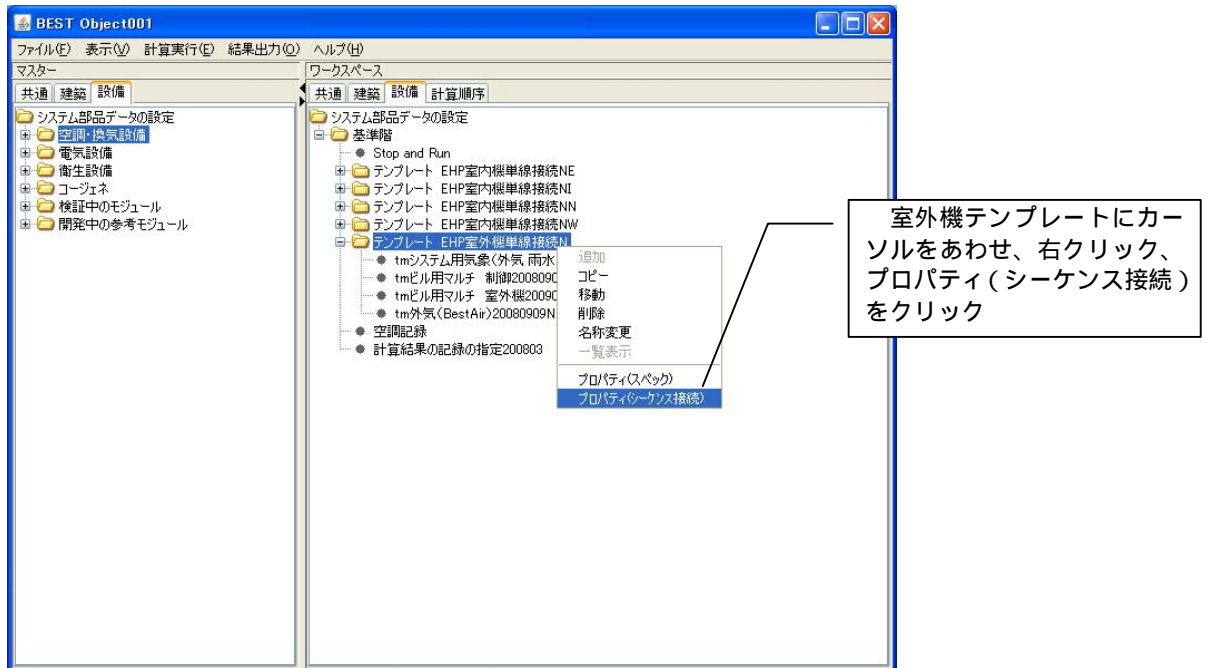 BEST Object001
ファイル(F) 表示(V) 計算実行(E) 結果出力(O) ヘルプ(H)
マスター
共通 建築 設備
システム部品データの設定
空調・換気設備
電気設備
衛生設備
コージェネ
検証中のモジュール
開発中の参考モジュール
ワークスペース
共通 建築 設備 計算順序
システム部品データの設定
基準階
Stop and Run
テンプレート EHP室内機単線接続NE
テンプレート EHP室内機単線接続NI
テンプレート EHP室内機単線接続NN
テンプレート EHP室内機単線接続NW
テンプレート EHP室外機単線接続N
tmシステム用気象(外気 雨水
tmビル用マルチ 制御2008090
tmビル用マルチ 室外機20090
tm外気(BestAir)20080909N
空調記録
計算結果の記録の指定200803
追加
コピー
移動
削除
名称変更
一覧表示
プロパティ(スペック)
プロパティ(シーケンス接続)
室外機テンプレートにカー
ソルをあわせ、右クリック、
プロパティ(シーケンス接続)
をクリック